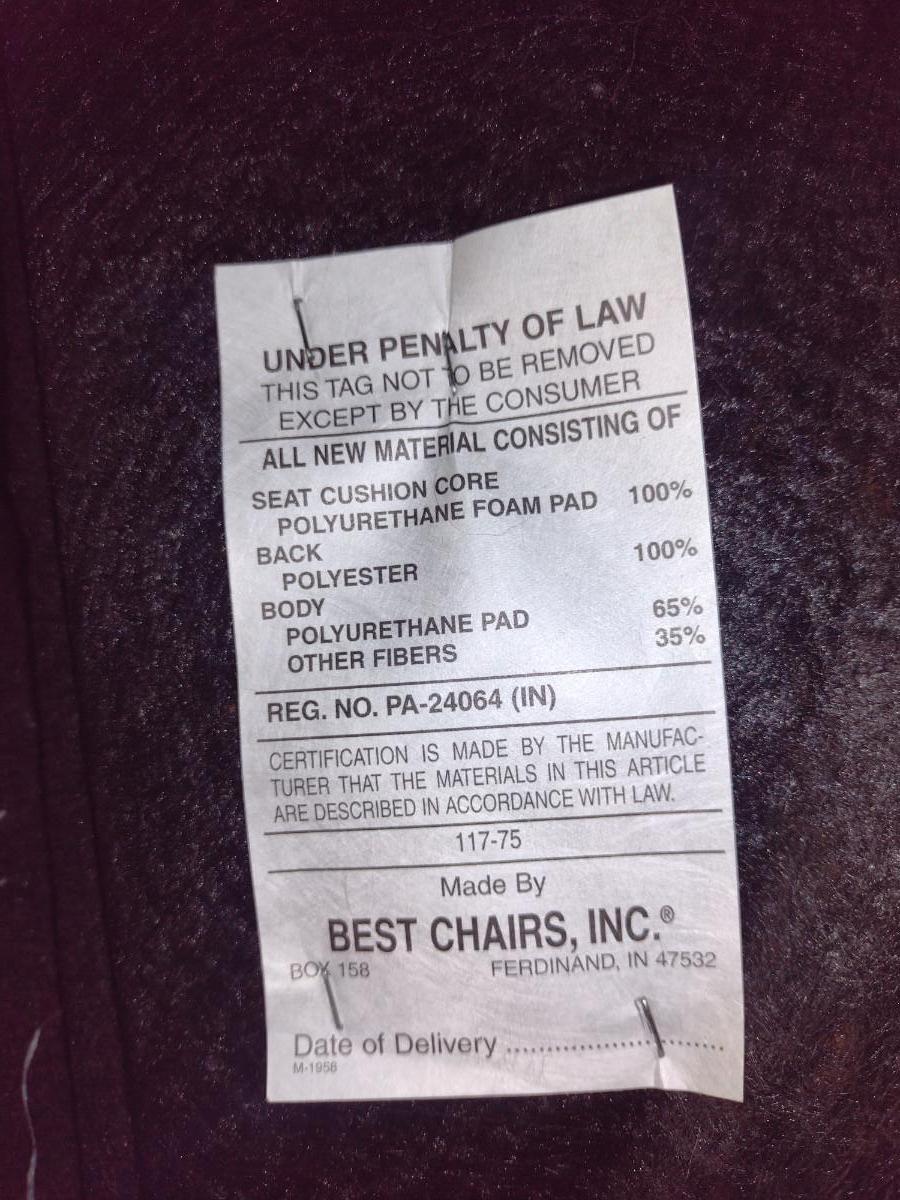 UNDER PENALTY OF LAW
THIS TAG NOT TO BE REMOVED
EXCEPT BY THE CONSUMER
ALL NEW MATERIAL CONSISTING OF
SEAT CUSHION CORE
POLYURETHANE FOAM PAD 100%
BACK
POLYESTER 100%
BODY
POLYURETHANE PAD 65%
OTHER FIBERS 35%
REG. NO. PA-24064 (IN)
CERTIFICATION IS MADE BY THE MANUFAC-
TURER THAT THE MATERIALS IN THIS ARTICLE
ARE DESCRIBED IN ACCORDANCE WITH LAW.
117-75
Made By
BEST CHAIRS, INC.®
BOX 158 FERDINAND, IN 47532
Date of Delivery ........................
M-1958